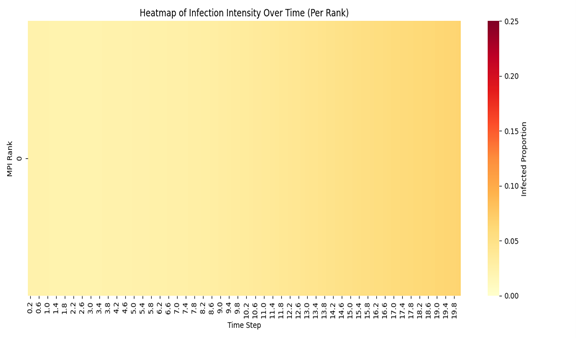 Heatmap of Infection Intensity Over Time (Per Rank)
MPI Rank
0
0.2 0.6 1.0 1.4 1.8 2.2 2.6 3.0 3.4 3.8 4.2 4.6 5.0 5.4 5.8 6.2 6.6 7.0 7.4 7.8 8.2 8.6 9.0 9.4 9.8 10.2 10.6 11.0 11.4 11.8 12.2 12.6 13.0 13.4 13.8 14.2 14.6 15.0 15.4 15.8 16.2 16.6 17.0 17.4 17.8 18.2 18.6 19.0 19.4 19.8
Time Step
0.25
0.20
0.15
0.10
0.05
0.00
Infected Proportion